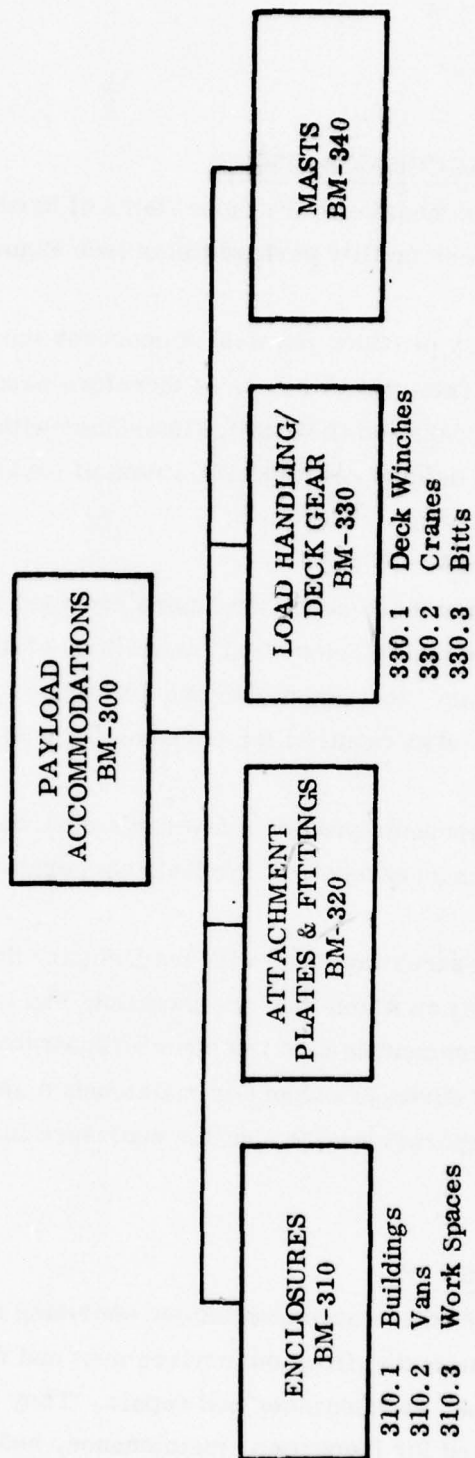 PAYLOAD
ACCOMMODATIONS
BM-300
ENCLOSURES
BM-310
310.1 Buildings
310.2 Vans
310.3 Work Spaces
ATTACHMENT
PLATES & FITTINGS
BM-320
LOAD HANDLING/
DECK GEAR
BM-330
330.1 Deck Winches
330.2 Cranes
330.3 Bitts
MASTS
BM-340